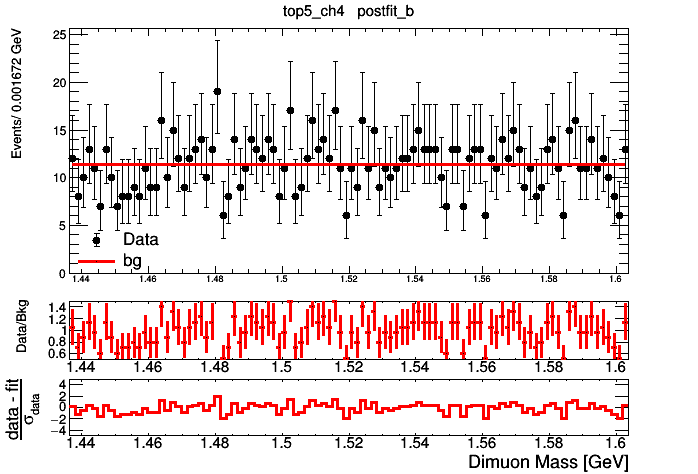 top5_ch4 postfit_b
Events/ 0.001672 GeV
25
20
15
10
5
0
Data
bg
1.44 1.46 1.48 1.5 1.52 1.54 1.56 1.58 1.6
Data/Bkg
1.4
1.2
1.0
0.8
0.6
1.44 1.46 1.48 1.5 1.52 1.54 1.56 1.58 1.6
data - fit
σdata
4
2
0
−2
−4
1.44 1.46 1.48 1.5 1.52 1.54 1.56 1.58 1.6
Dimuon Mass [GeV]